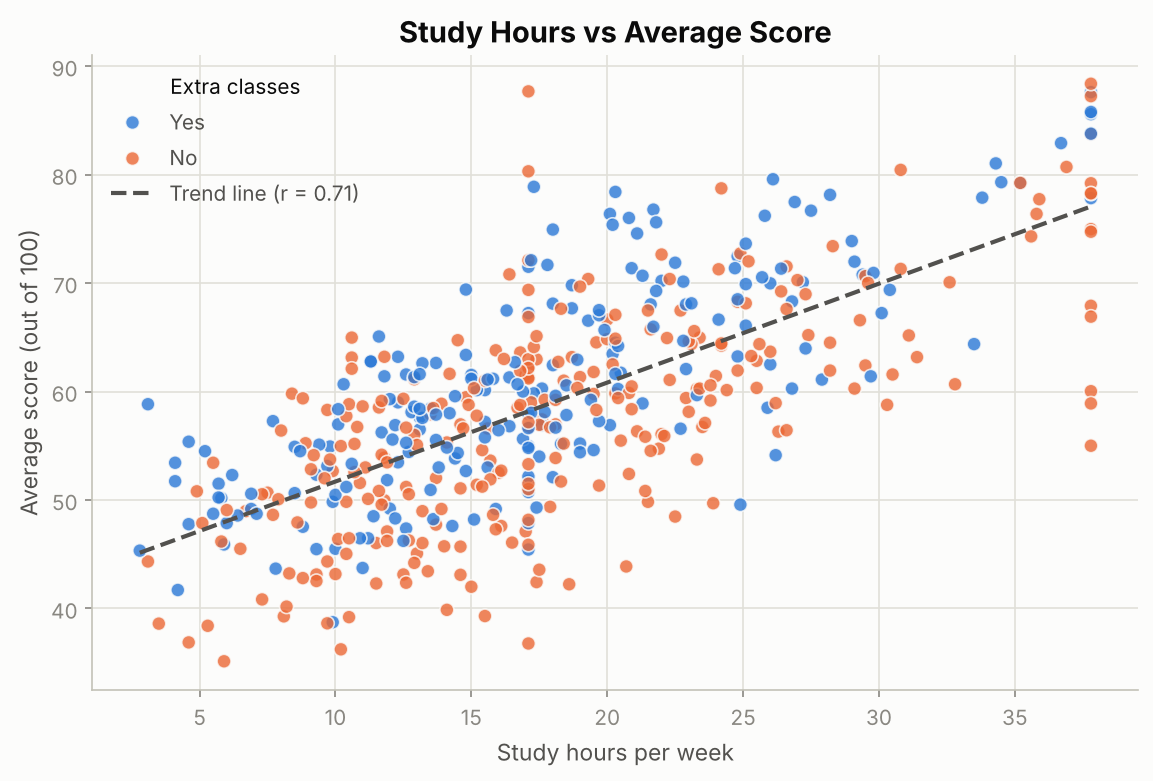 Study Hours vs Average Score
Extra classes
Yes
No
Trend line (r = 0.71)
Average score (out of 100)
90
80
70
60
50
40
5 10 15 20 25 30 35
Study hours per week